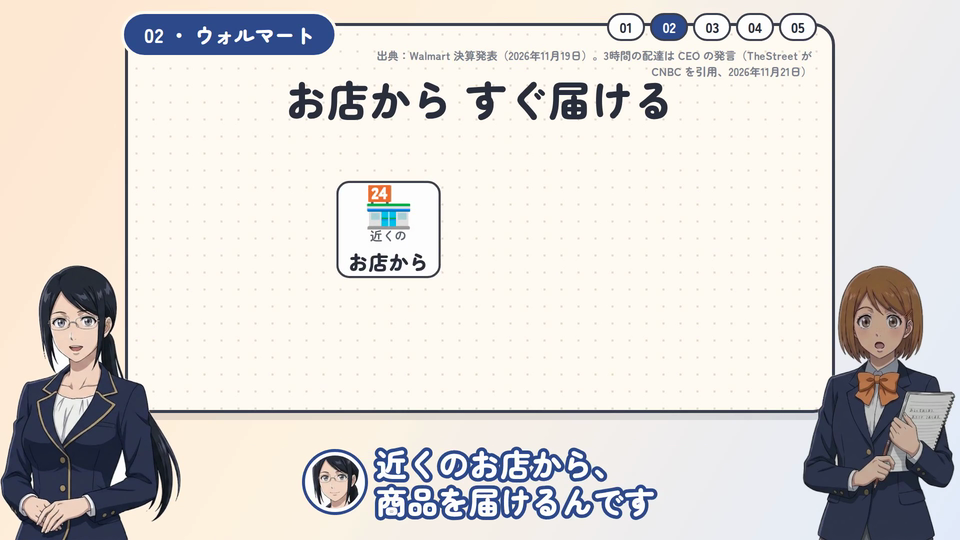 02 ・ ウォルマート
01 02 03 04 05
出典：Walmart 決算発表（2026年11月19日）。3時間の配達は CEO の発言（TheStreet が
CNBC を引用、2026年11月21日）
お店から すぐ届ける
24
近くの
お店から
近くのお店から、
商品を届けるんです